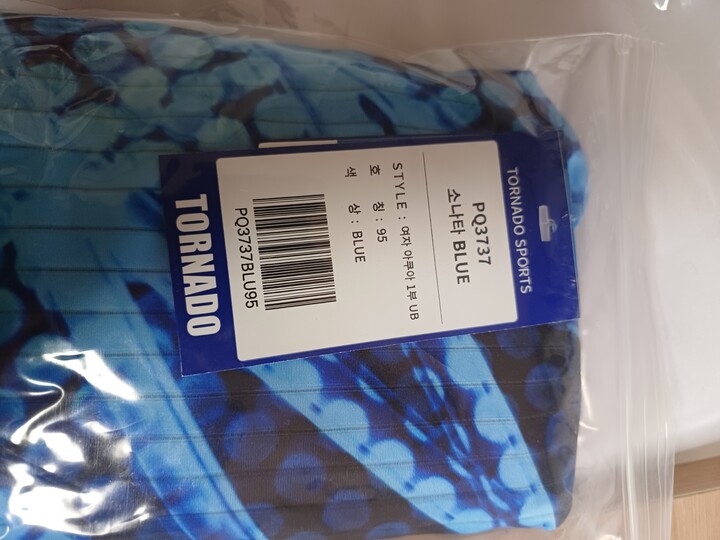 TORNADO SPORTS
PQ3737
소나타 BLUE
STYLE : 여자 아쿠아 1부 UB
호 칭 : 95
색 상 : BLUE
PQ3737BLU95
TORNADO